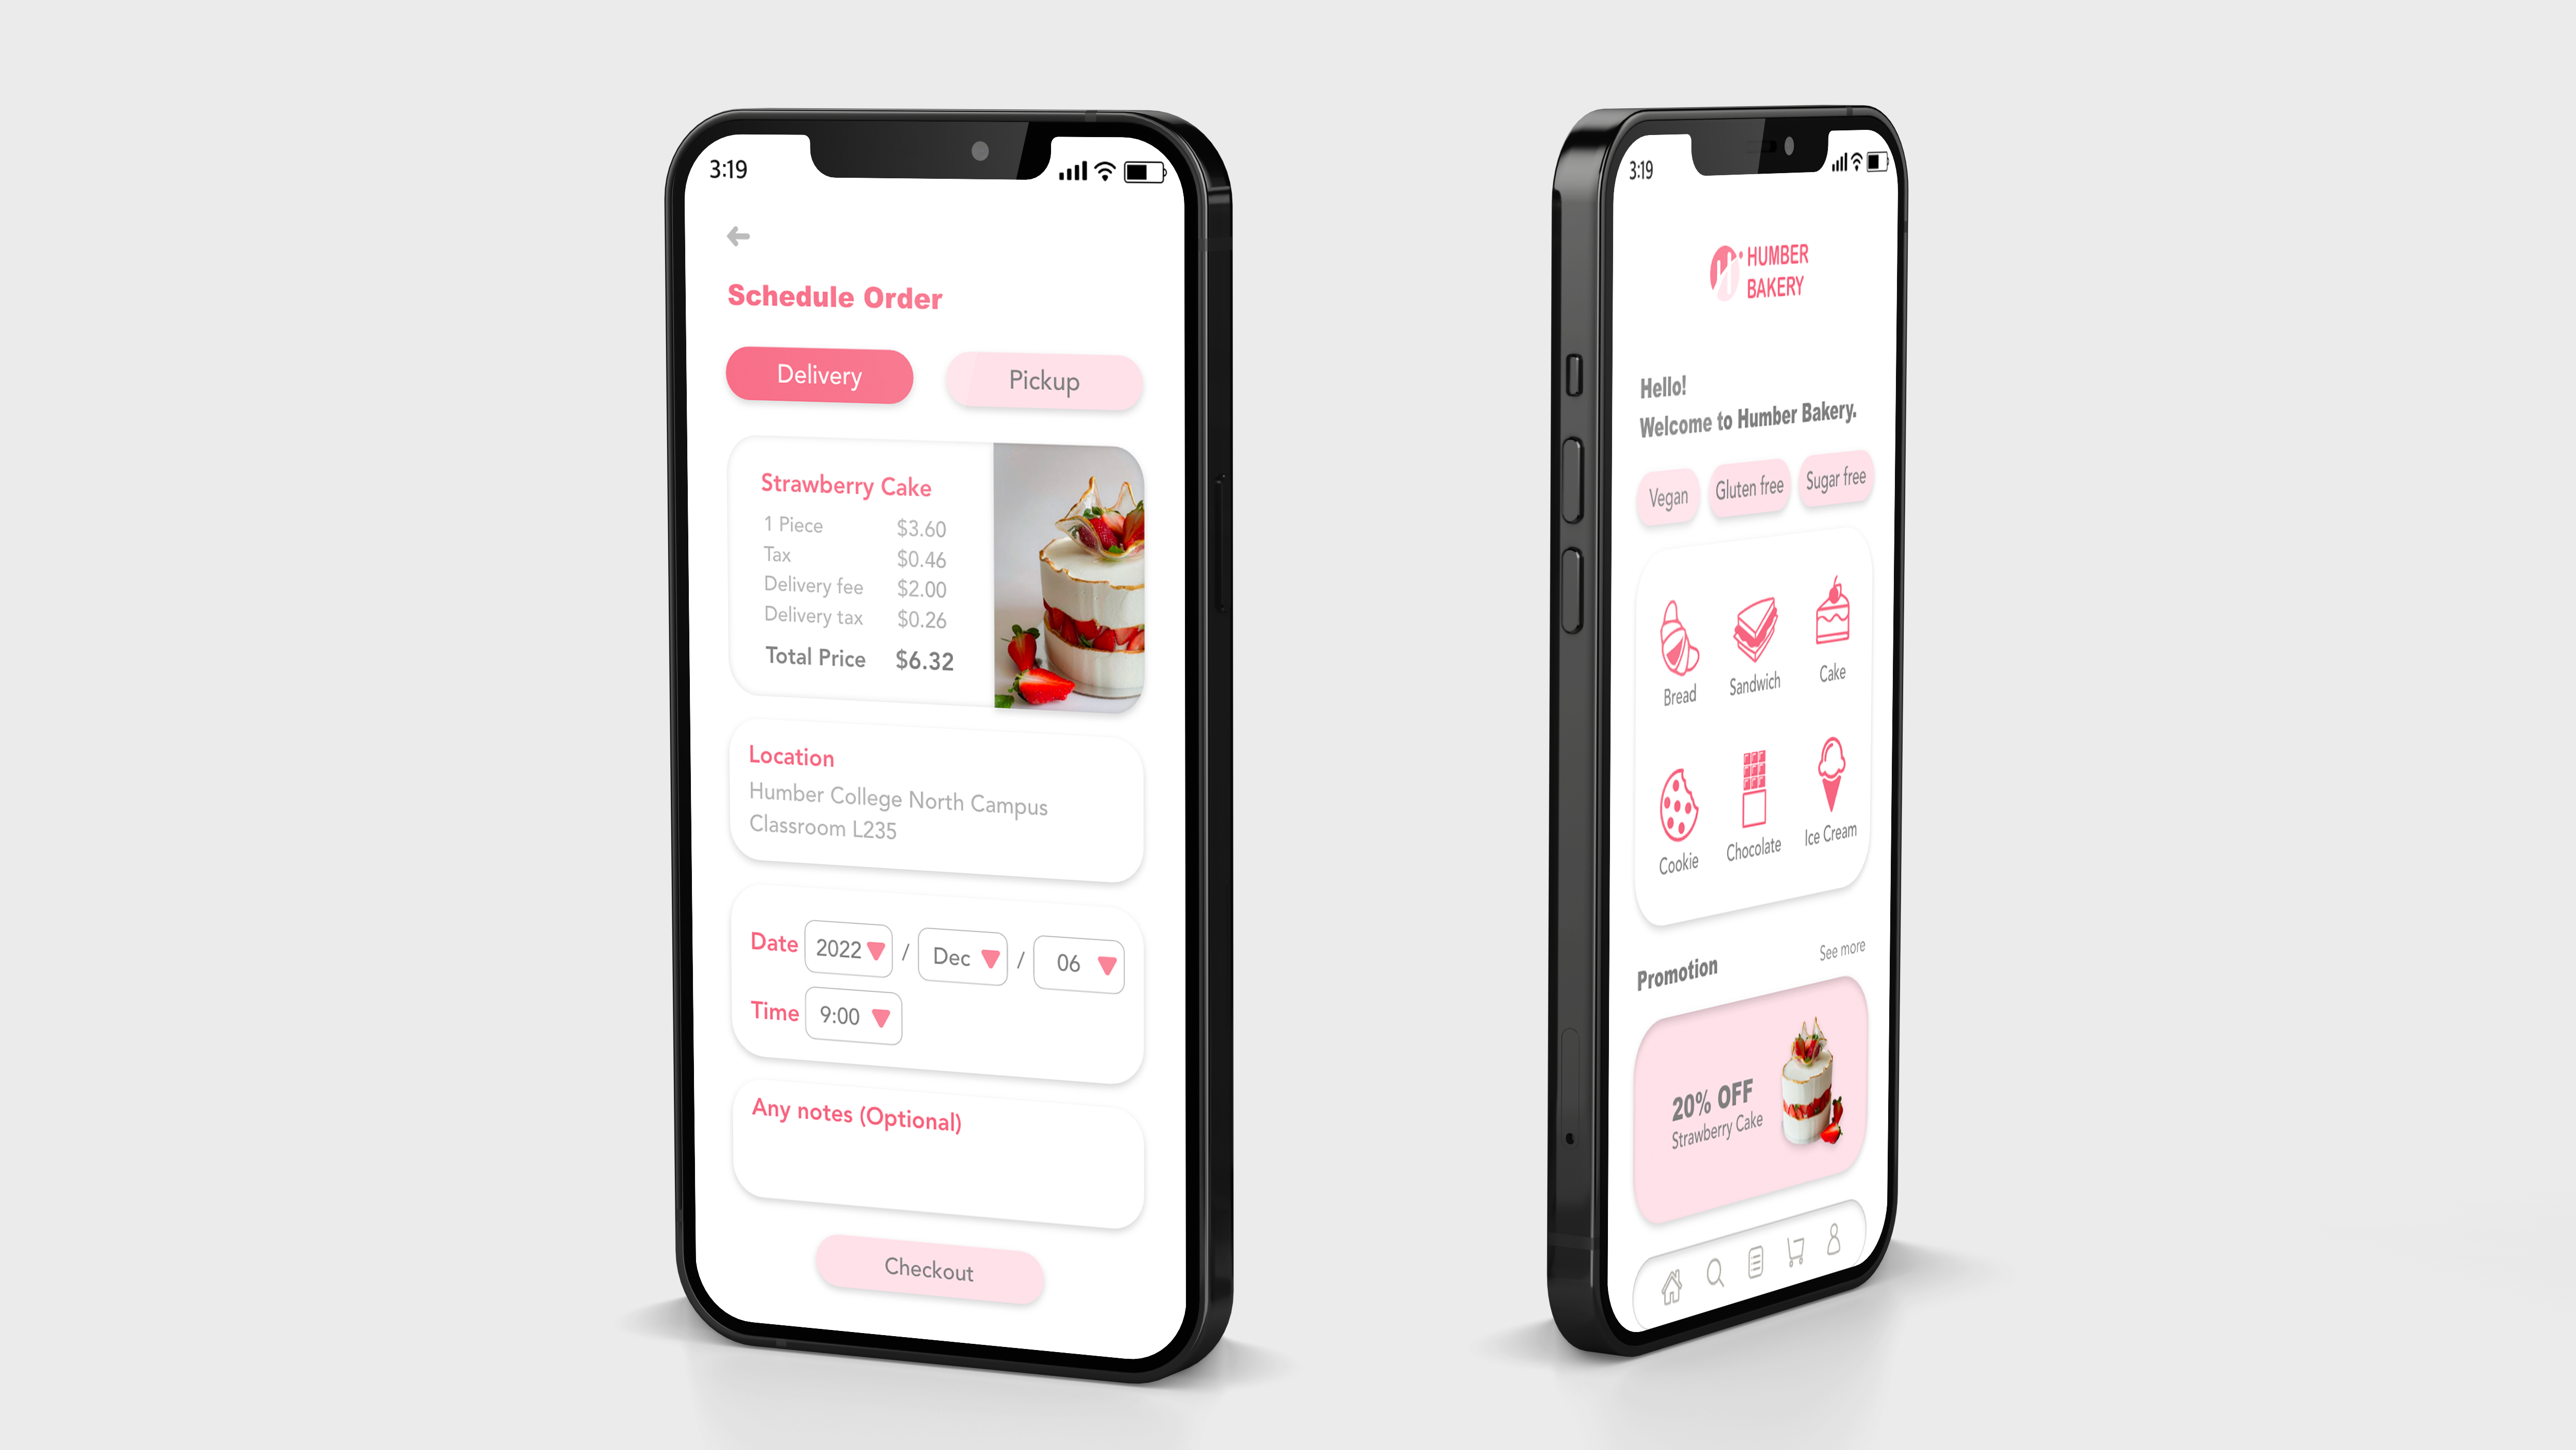 3:19
Schedule Order
Delivery
Pickup
Strawberry Cake
1 Piece $3.60
Tax $0.46
Delivery fee $2.00
Delivery tax $0.26
Total Price $6.32
Location
Humber College North Campus
Classroom L235
Date 2022 / Dec / 06
Time 9:00
Any notes (Optional)
Checkout
3:19
HUMBER
BAKERY
Hello!
Welcome to Humber Bakery.
Vegan
Gluten free
Sugar free
Bread
Sandwich
Cake
Cookie
Chocolate
Ice Cream
Promotion
See more
20% OFF
Strawberry Cake